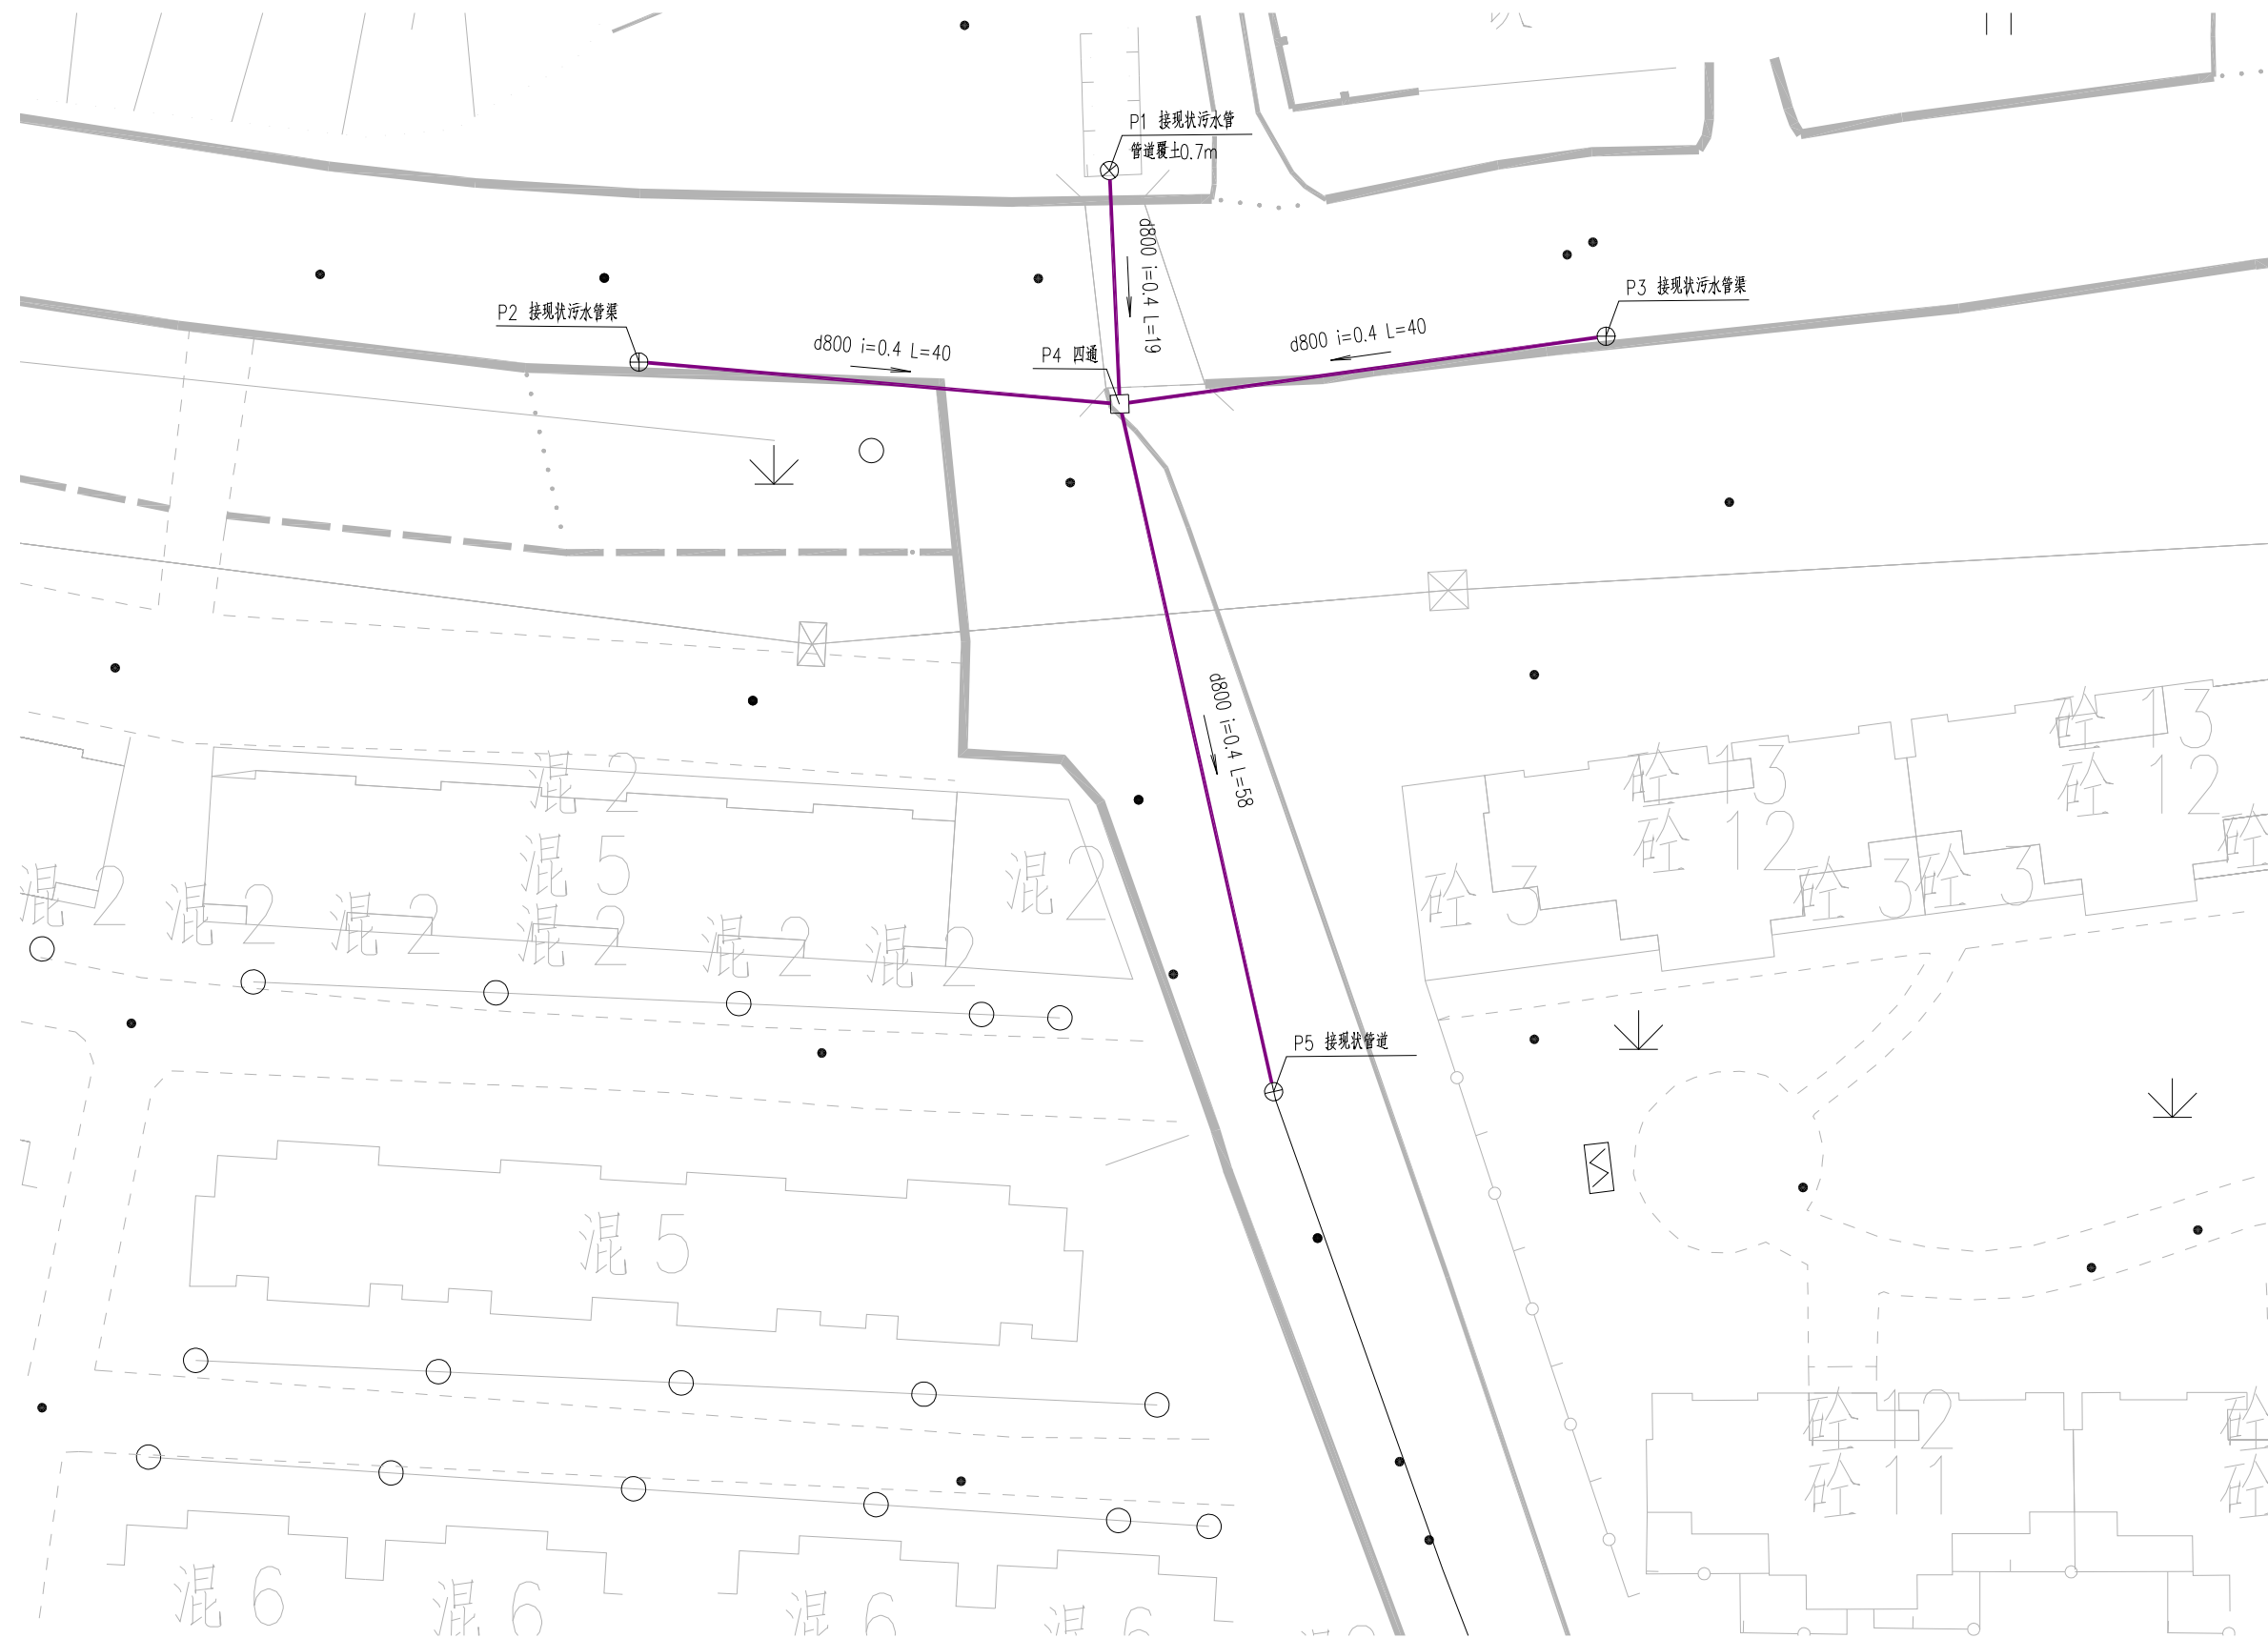 P1 接现状污水管
管道覆土0.7m
d800 i=0.4 L=19
P3 接现状污水管渠
P2 接现状污水管渠
d800 i=0.4 L=40
d800 i=0.4 L=40
P4 四通
d800 i=0.4 L=58
砼 13
砼 13
混 2
砼 12
砼 12
混 5
混 2
砼
砼 3
砼 3
砼 3
混 2
混 2
混 2
混 2
混 2
混 2
P5 接现状管道
混 5
砼 12
砼
砼 11
砼
混 6
混 6
混 6
混 6